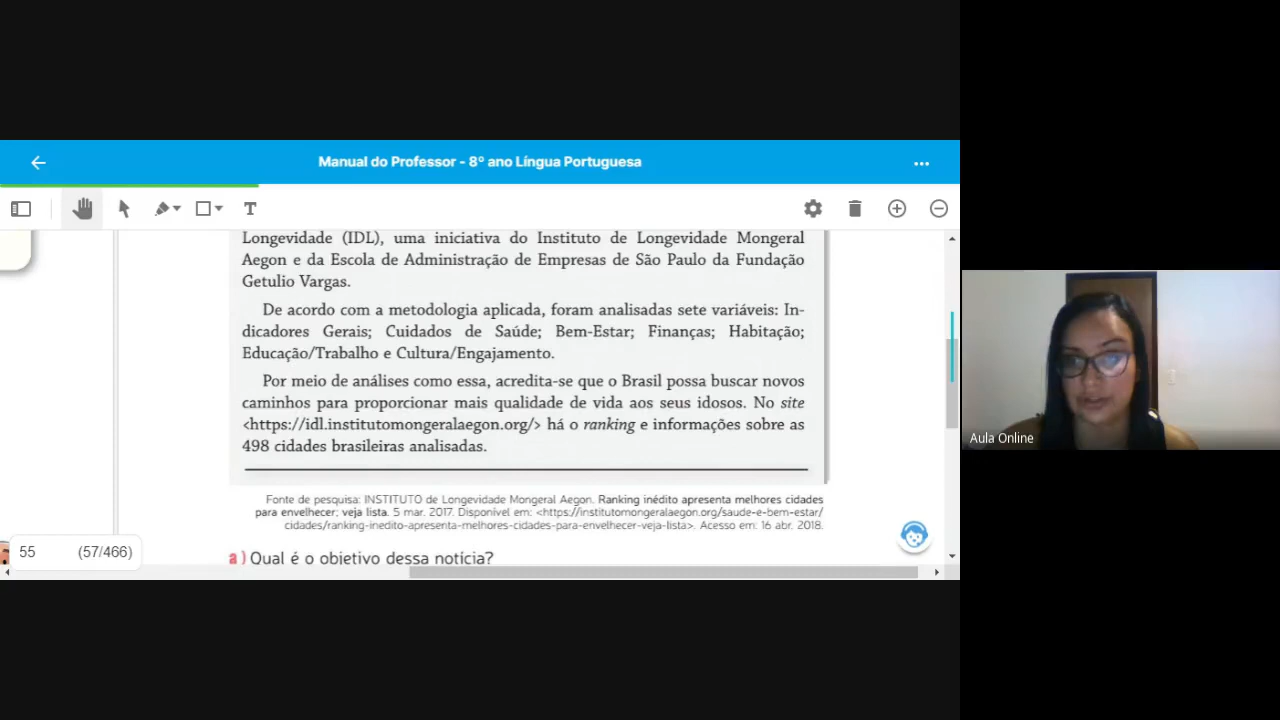 Manual do Professor - 8º ano Língua Portuguesa
T
Longevidade (IDL), uma iniciativa do Instituto de Longevidade Mongeral
Aegon e da Escola de Administração de Empresas de São Paulo da Fundação
Getulio Vargas.
De acordo com a metodologia aplicada, foram analisadas sete variáveis: In-
dicadores Gerais; Cuidados de Saúde; Bem-Estar; Finanças; Habitação;
Educação/Trabalho e Cultura/Engajamento.
Por meio de análises como essa, acredita-se que o Brasil possa buscar novos
caminhos para proporcionar mais qualidade de vida aos seus idosos. No site
<https://idl.institutomongeralaegon.org/> há o ranking e informações sobre as
498 cidades brasileiras analisadas.
Fonte de pesquisa: INSTITUTO de Longevidade Mongeral Aegon. Ranking inédito apresenta melhores cidades
para envelhecer; veja lista. 5 mar. 2017. Disponível em: <https://institutomongeralaegon.org/saude-e-bem-estar/
cidades/ranking-inedito-apresenta-melhores-cidades-para-envelhecer-veja-lista>. Acesso em: 16 abr. 2018.
a) Qual é o objetivo dessa notícia?
55 (57/466)
Aula Online